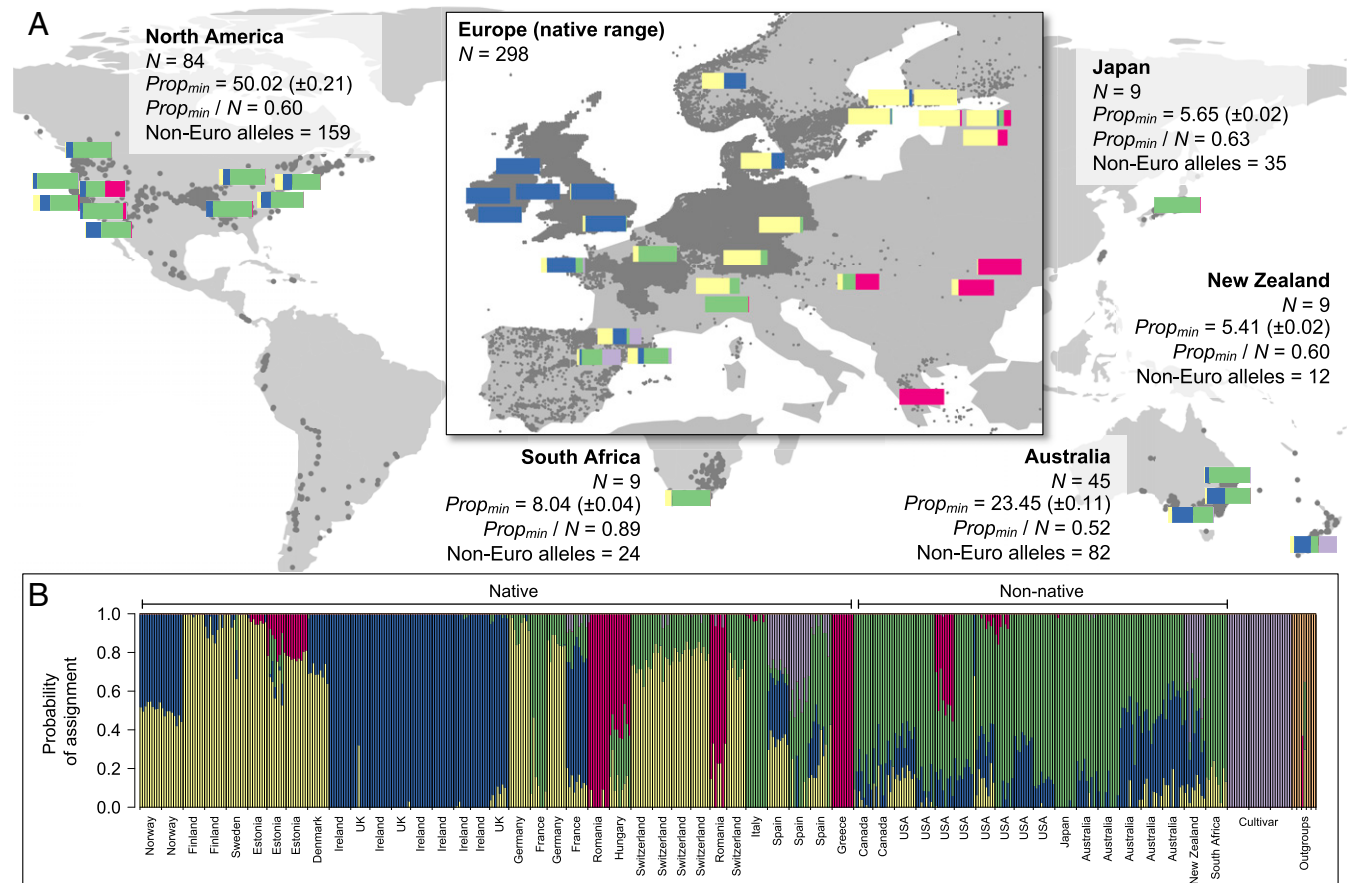 A
North America
N = 84
Propmin = 50.02 (±0.21)
Propmin / N = 0.60
Non-Euro alleles = 159
Europe (native range)
N = 298
Japan
N = 9
Propmin = 5.65 (±0.02)
Propmin / N = 0.63
Non-Euro alleles = 35
New Zealand
N = 9
Propmin = 5.41 (±0.02)
Propmin / N = 0.60
Non-Euro alleles = 12
South Africa
N = 9
Propmin = 8.04 (±0.04)
Propmin / N = 0.89
Non-Euro alleles = 24
Australia
N = 45
Propmin = 23.45 (±0.11)
Propmin / N = 0.52
Non-Euro alleles = 82
B
Native
Non-native
Probability
of assignment
1.0
0.8
0.6
0.4
0.2
0.0
Norway
Norway
Finland
Finland
Sweden
Estonia
Estonia
Estonia
Denmark
Ireland
UK
Ireland
UK
Ireland
Ireland
Ireland
Ireland
UK
Germany
France
Germany
France
Romania
Hungary
Switzerland
Switzerland
Switzerland
Switzerland
Romania
Switzerland
Italy
Spain
Spain
Spain
Greece
Canada
Canada
USA
USA
USA
USA
USA
USA
USA
Japan
Australia
Australia
Australia
Australia
Australia
New Zealand
South Africa
Cultivar
Outgroups